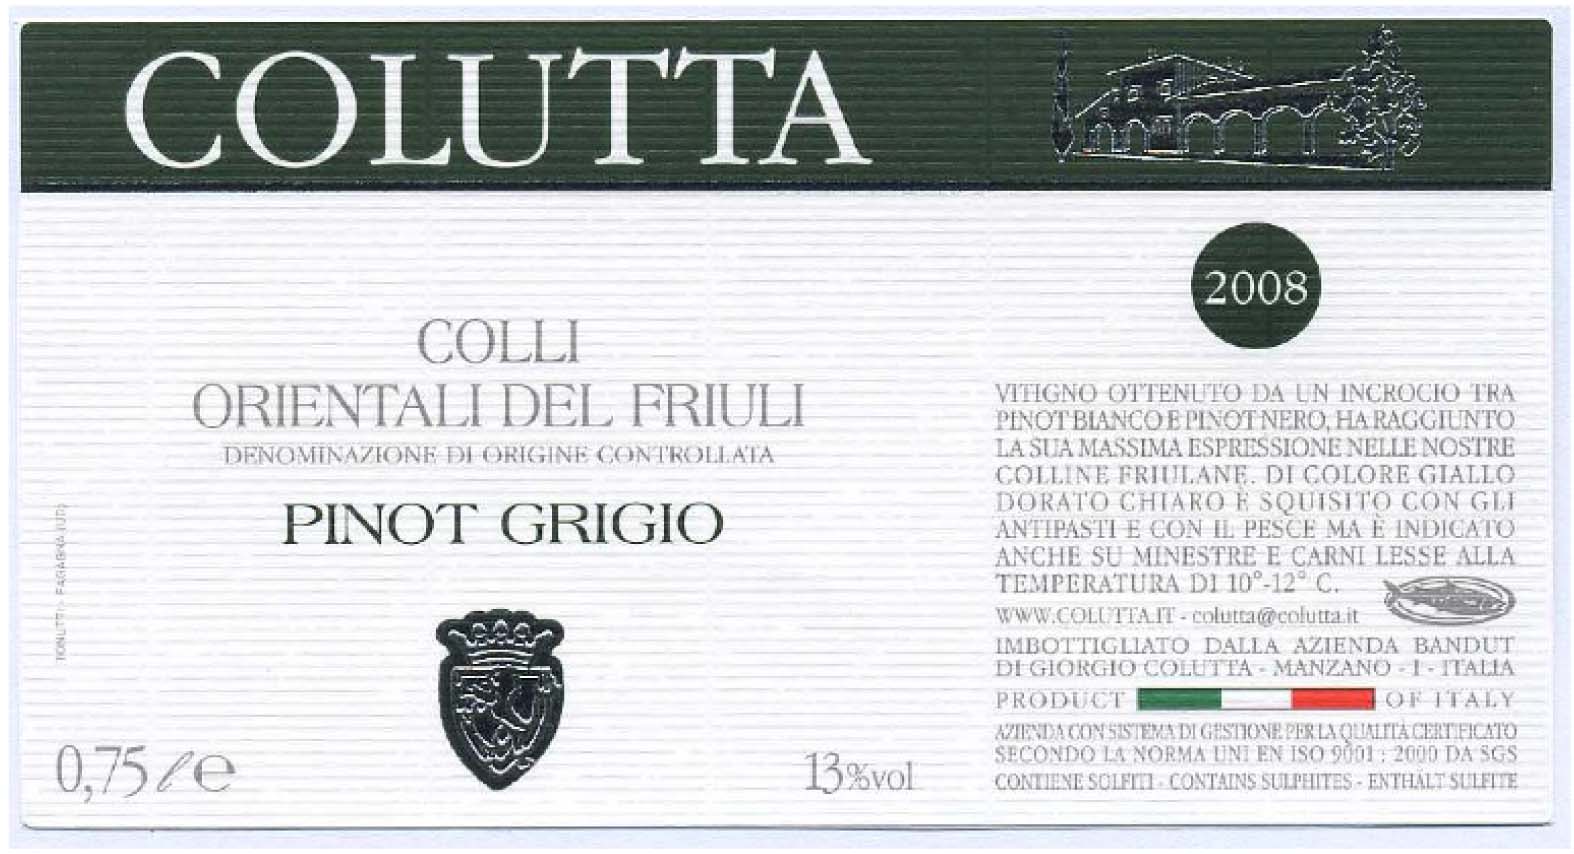 COLUTTA
2008
COLLI
ORIENTALI DEL FRIULI
DENOMINAZIONE DI ORIGINE CONTROLLATA
PINOT GRIGIO
0,75 ℓ e
13%vol
VITIGNO OTTENUTO DA UN INCROCIO TRA
PINOT BIANCO E PINOT NERO, HA RAGGIUNTO
LA SUA MASSIMA ESPRESSIONE NELLE NOSTRE
COLLINE FRIULANE. DI COLORE GIALLO
DORATO CHIARO È SQUISITO CON GLI
ANTIPASTI E CON IL PESCE MA È INDICATO
ANCHE SU MINESTRE E CARNI LESSE ALLA
TEMPERATURA DI 10°-12° C.
WWW.COLUTTA.IT - colutta@colutta.it
IMBOTTIGLIATO DALLA AZIENDA BANDUT
DI GIORGIO COLUTTA - MANZANO - I - ITALIA
PRODUCT OF ITALY
AZIENDA CON SISTEMA DI GESTIONE PER LA QUALITÀ CERTIFICATO
SECONDO LA NORMA UNI EN ISO 9001 : 2000 DA SGS
CONTIENE SOLFITI - CONTAINS SULPHITES - ENTHÄLT SULFITE